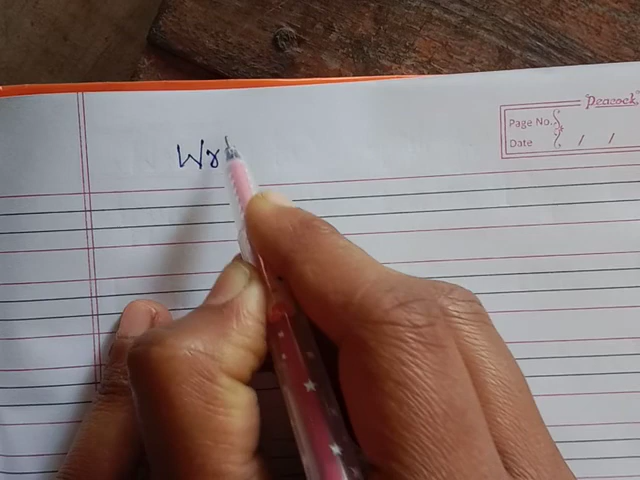 Peacock
Page No.
Date / /
Wr